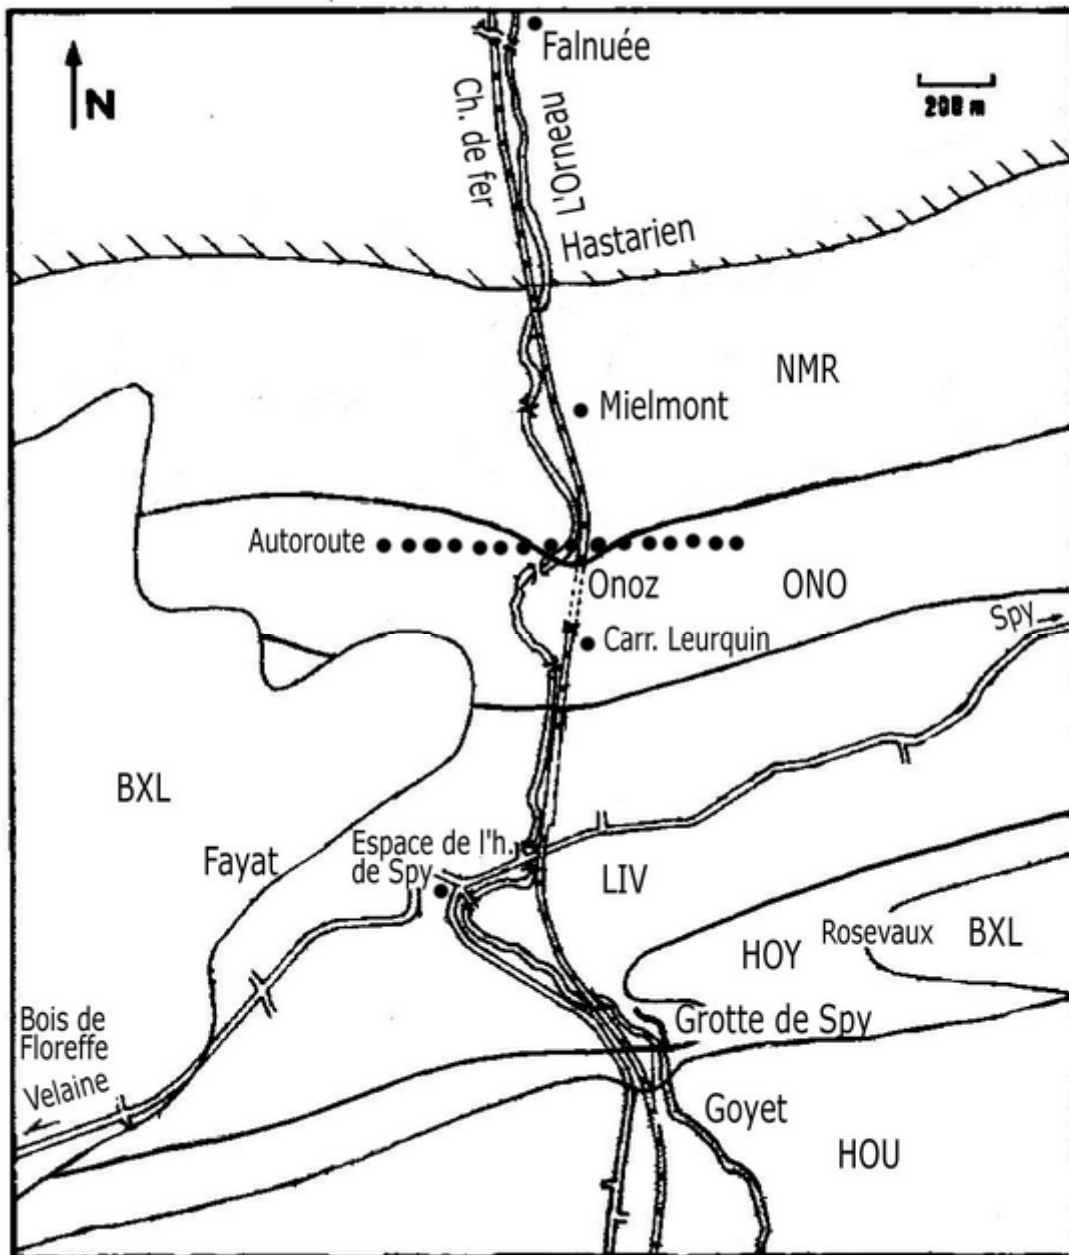 Falnuée
N
208 m
Ch. de fer
L'Orneau
Hastarien
NMR
Mielmont
Autoroute
Onoz
ONO
Spy
Carr. Leurquin
BXL
Fayat
Espace de l'h.
de Spy
LIV
HOY
Rosevaux
BXL
Bois de
Floreffe
Grotte de Spy
Velaine
Goyet
HOU